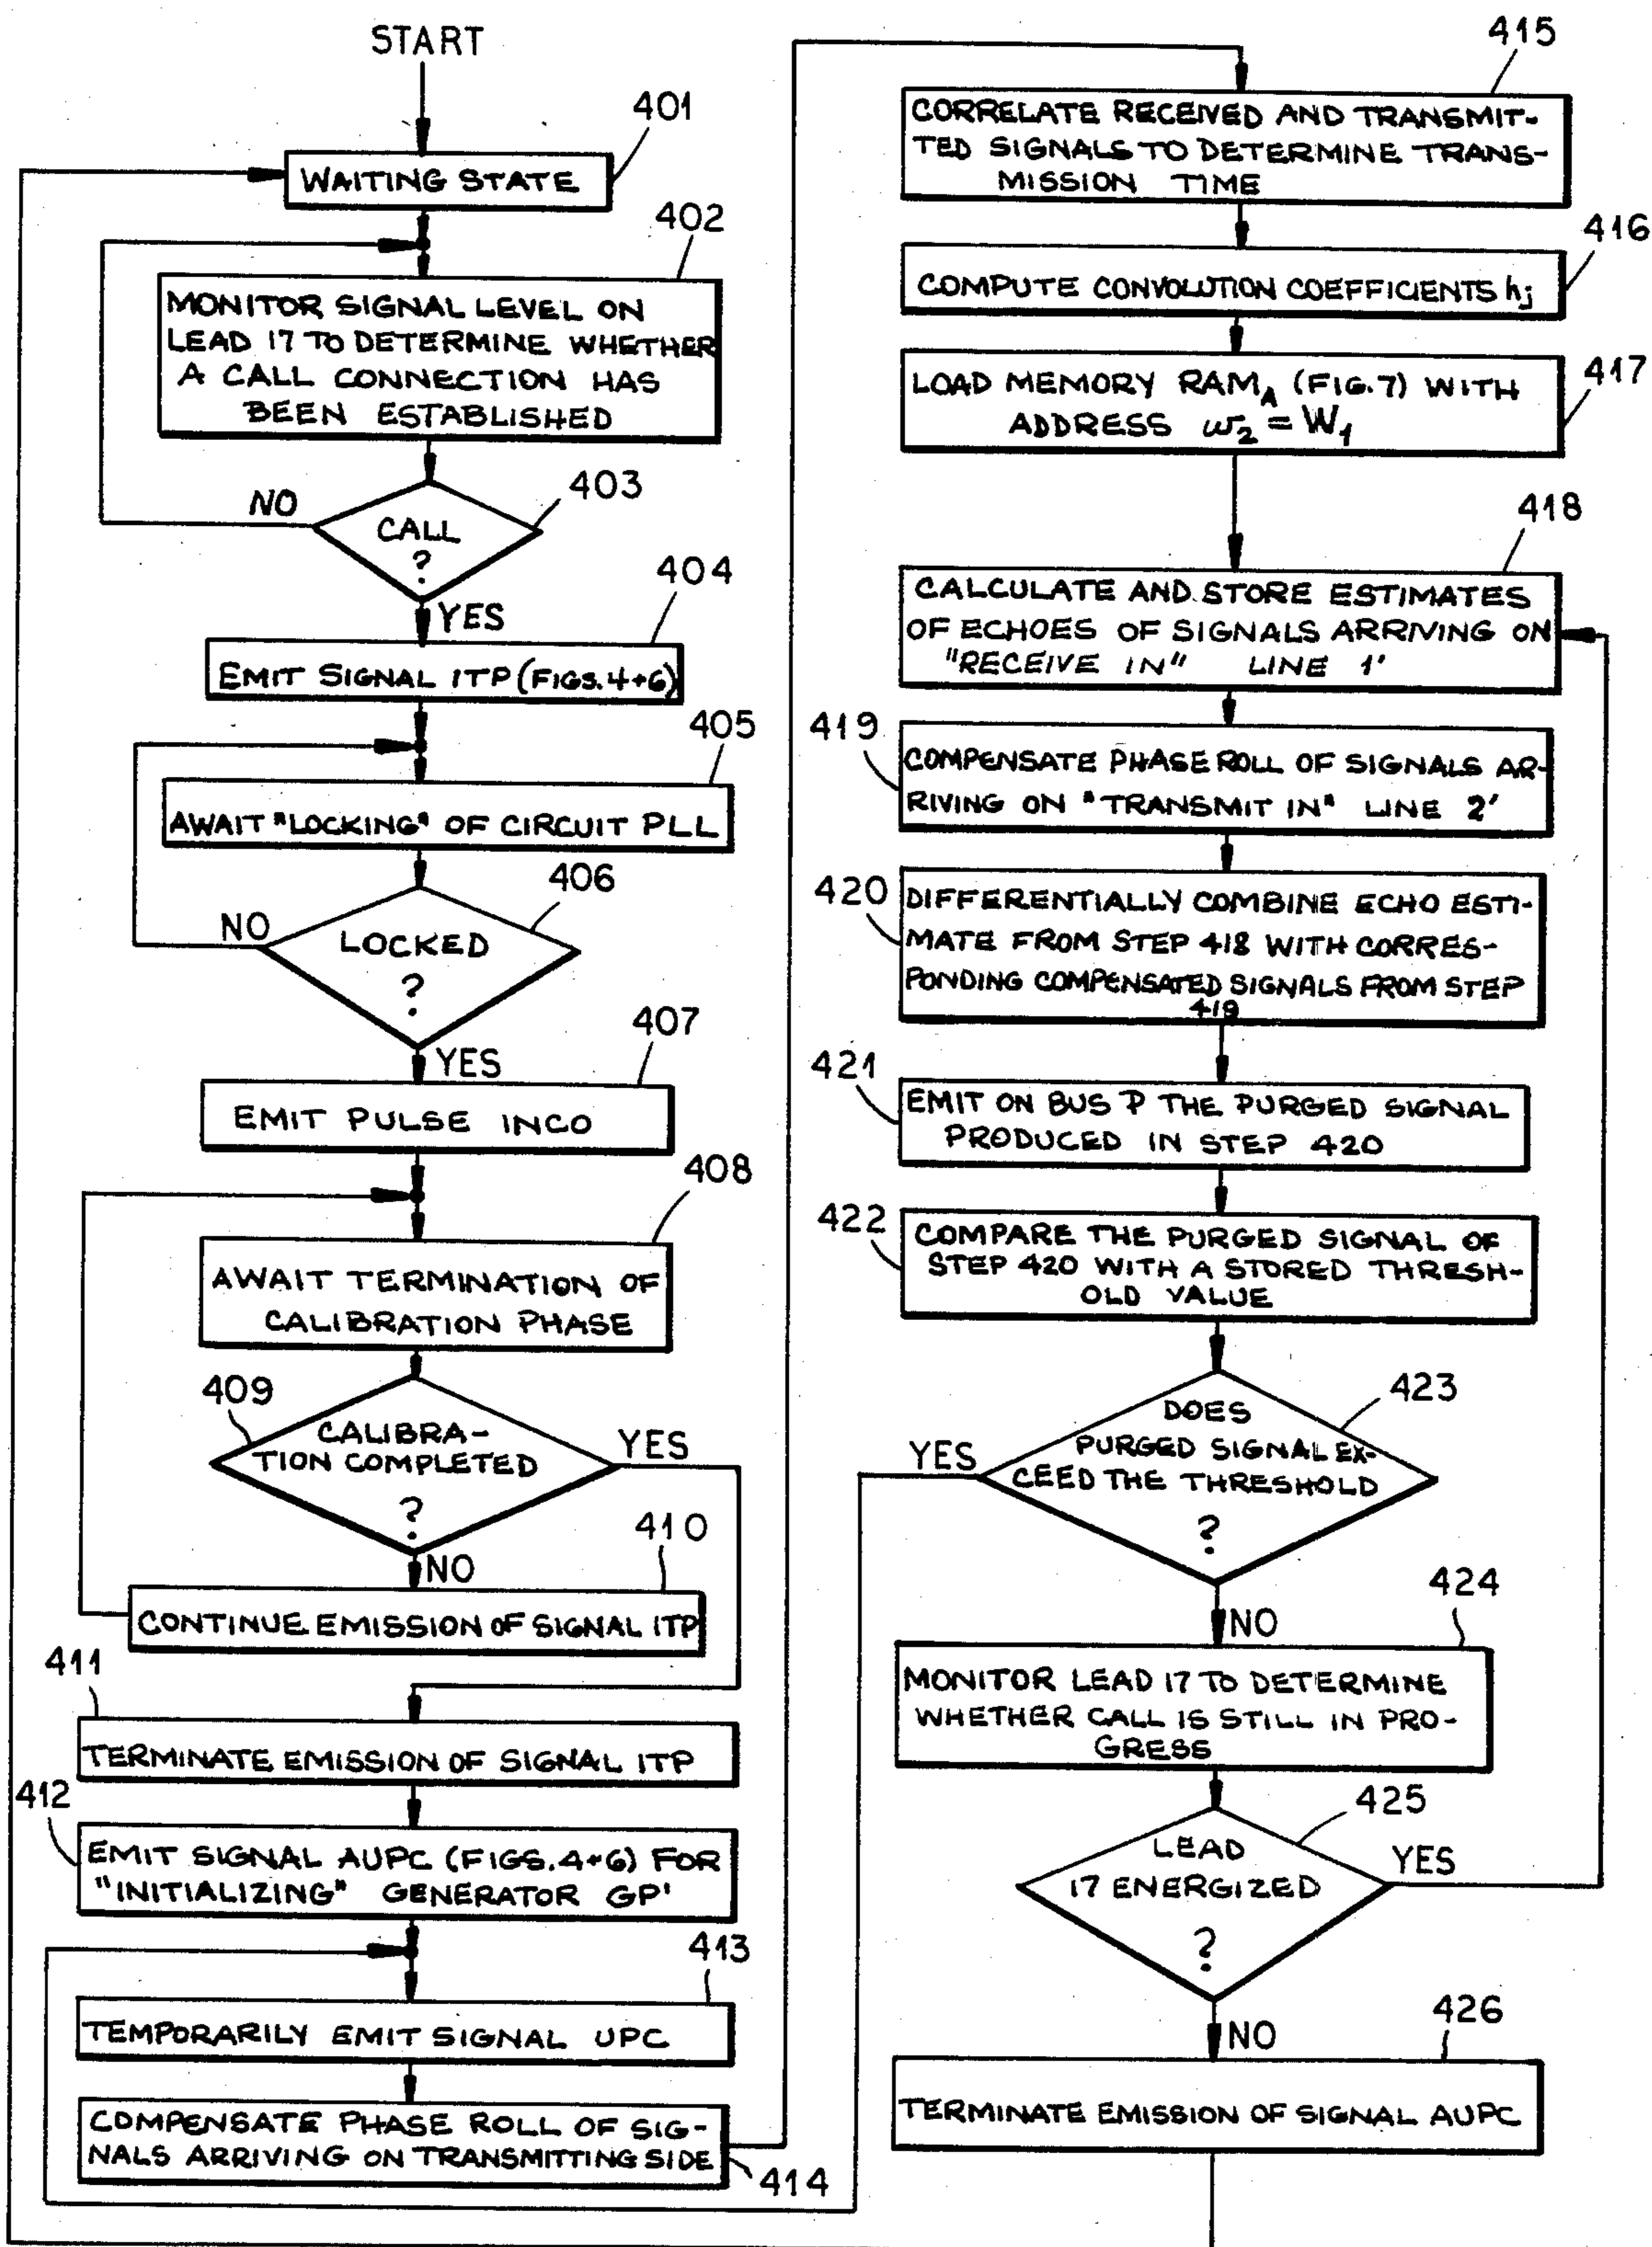 START
401
WAITING STATE
402
MONITOR SIGNAL LEVEL ON
LEAD 17 TO DETERMINE WHETHER
A CALL CONNECTION HAS
BEEN ESTABLISHED
403
NO
CALL
?
404
YES
EMIT SIGNAL ITP (FIGS. 4+6)
405
AWAIT "LOCKING" OF CIRCUIT PLL
406
NO
LOCKED
?
407
YES
EMIT PULSE INCO
408
AWAIT TERMINATION OF
CALIBRATION PHASE
409
CALIBRA-
TION COMPLETED
?
YES
410
NO
CONTINUE EMISSION OF SIGNAL ITP
411
TERMINATE EMISSION OF SIGNAL ITP
412
EMIT SIGNAL AUPC (FIGS. 4+6) FOR
"INITIALIZING" GENERATOR GP'
413
TEMPORARILY EMIT SIGNAL UPC
COMPENSATE PHASE ROLL OF SIG-
NALS ARRIVING ON TRANSMITTING SIDE
414
415
CORRELATE RECEIVED AND TRANSMIT-
TED SIGNALS TO DETERMINE TRANS-
MISSION TIME
416
COMPUTE CONVOLUTION COEFFICIENTS hj
417
LOAD MEMORY RAMA (FIG. 7) WITH
ADDRESS w2 = W1
418
CALCULATE AND STORE ESTIMATES
OF ECHOES OF SIGNALS ARRIVING ON
"RECEIVE IN" LINE 1'
419
COMPENSATE PHASE ROLL OF SIGNALS AR-
RIVING ON "TRANSMIT IN" LINE 2'
420
DIFFERENTIALLY COMBINE ECHO ESTI-
MATE FROM STEP 418 WITH CORRES-
PONDING COMPENSATED SIGNALS FROM STEP
419
421
EMIT ON BUS P THE PURGED SIGNAL
PRODUCED IN STEP 420
422
COMPARE THE PURGED SIGNAL OF
STEP 420 WITH A STORED THRESH-
OLD VALUE
423
YES
DOES
PURGED SIGNAL EX-
CEED THE THRESHOLD
?
424
NO
MONITOR LEAD 17 TO DETERMINE
WHETHER CALL IS STILL IN PRO-
GRESS
425
LEAD
17 ENERGIZED
?
YES
426
NO
TERMINATE EMISSION OF SIGNAL AUPC